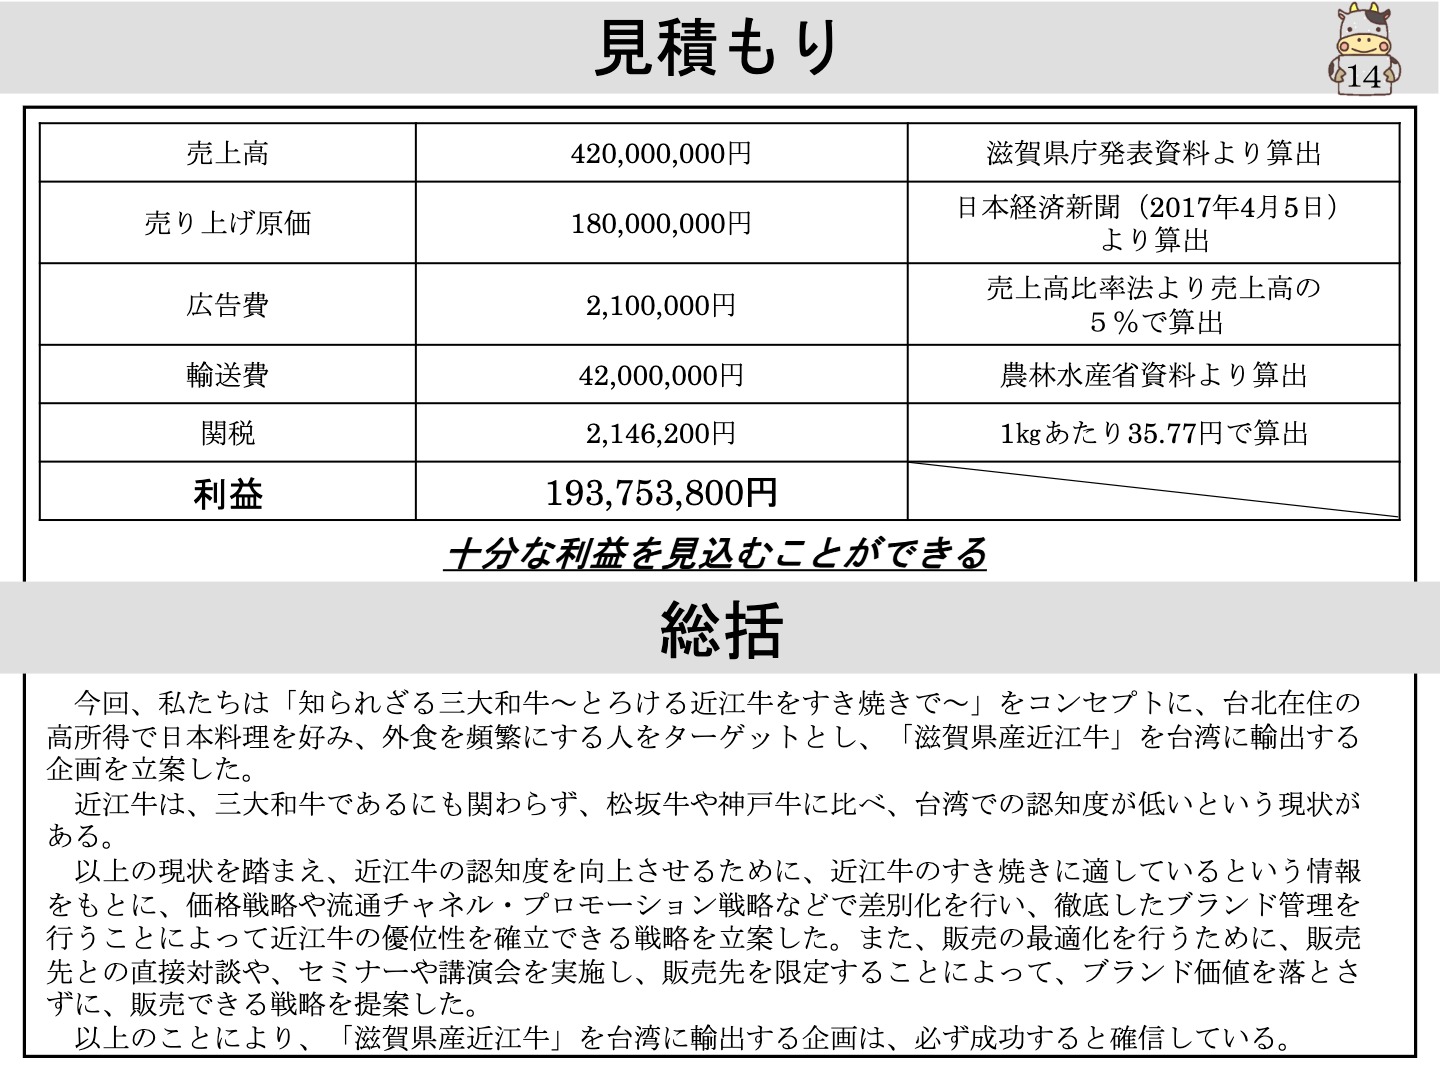 見積もり
14
売上高 420,000,000円 滋賀県庁発表資料より算出
売り上げ原価 180,000,000円 日本経済新聞（2017年4月5日）
より算出
広告費 2,100,000円 売上高比率法より売上高の
５％で算出
輸送費 42,000,000円 農林水産省資料より算出
関税 2,146,200円 1㎏あたり35.77円で算出
利益 193,753,800円
十分な利益を見込むことができる
総括
今回、私たちは「知られざる三大和牛～とろける近江牛をすき焼きで～」をコンセプトに、台北在住の
高所得で日本料理を好み、外食を頻繁にする人をターゲットとし、「滋賀県産近江牛」を台湾に輸出する
企画を立案した。
近江牛は、三大和牛であるにも関わらず、松坂牛や神戸牛に比べ、台湾での認知度が低いという現状が
ある。
以上の現状を踏まえ、近江牛の認知度を向上させるために、近江牛のすき焼きに適しているという情報
をもとに、価格戦略や流通チャネル・プロモーション戦略などで差別化を行い、徹底したブランド管理を
行うことによって近江牛の優位性を確立できる戦略を立案した。また、販売の最適化を行うために、販売
先との直接対談や、セミナーや講演会を実施し、販売先を限定することによって、ブランド価値を落とさ
ずに、販売できる戦略を提案した。
以上のことにより、「滋賀県産近江牛」を台湾に輸出する企画は、必ず成功すると確信している。